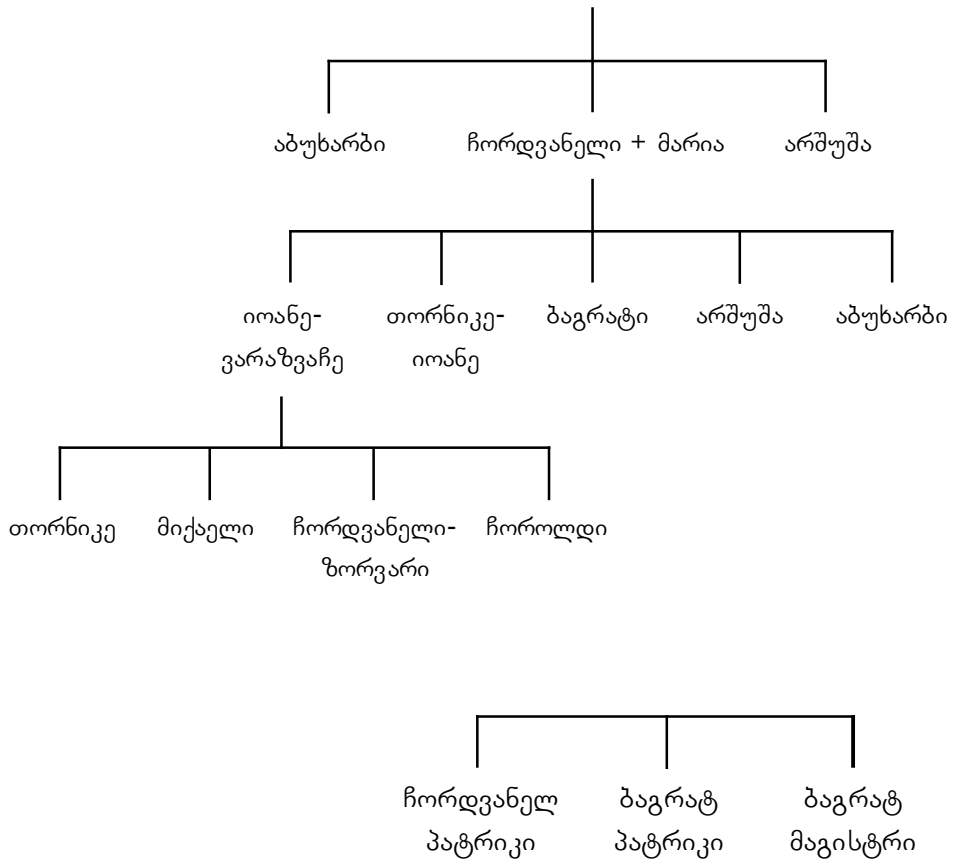 აბუხარბი ჩორდვანელი + მარია არშუშა
იოანე- თორნიკე- ბაგრატი არშუშა აბუხარბი
ვარაზვაჩე იოანე
თორნიკე მიქაელი ჩორდვანელი- ჩოროლდი
ზორვარი
ჩორდვანელ ბაგრატ ბაგრატ
პატრიკი პატრიკი მაგისტრი